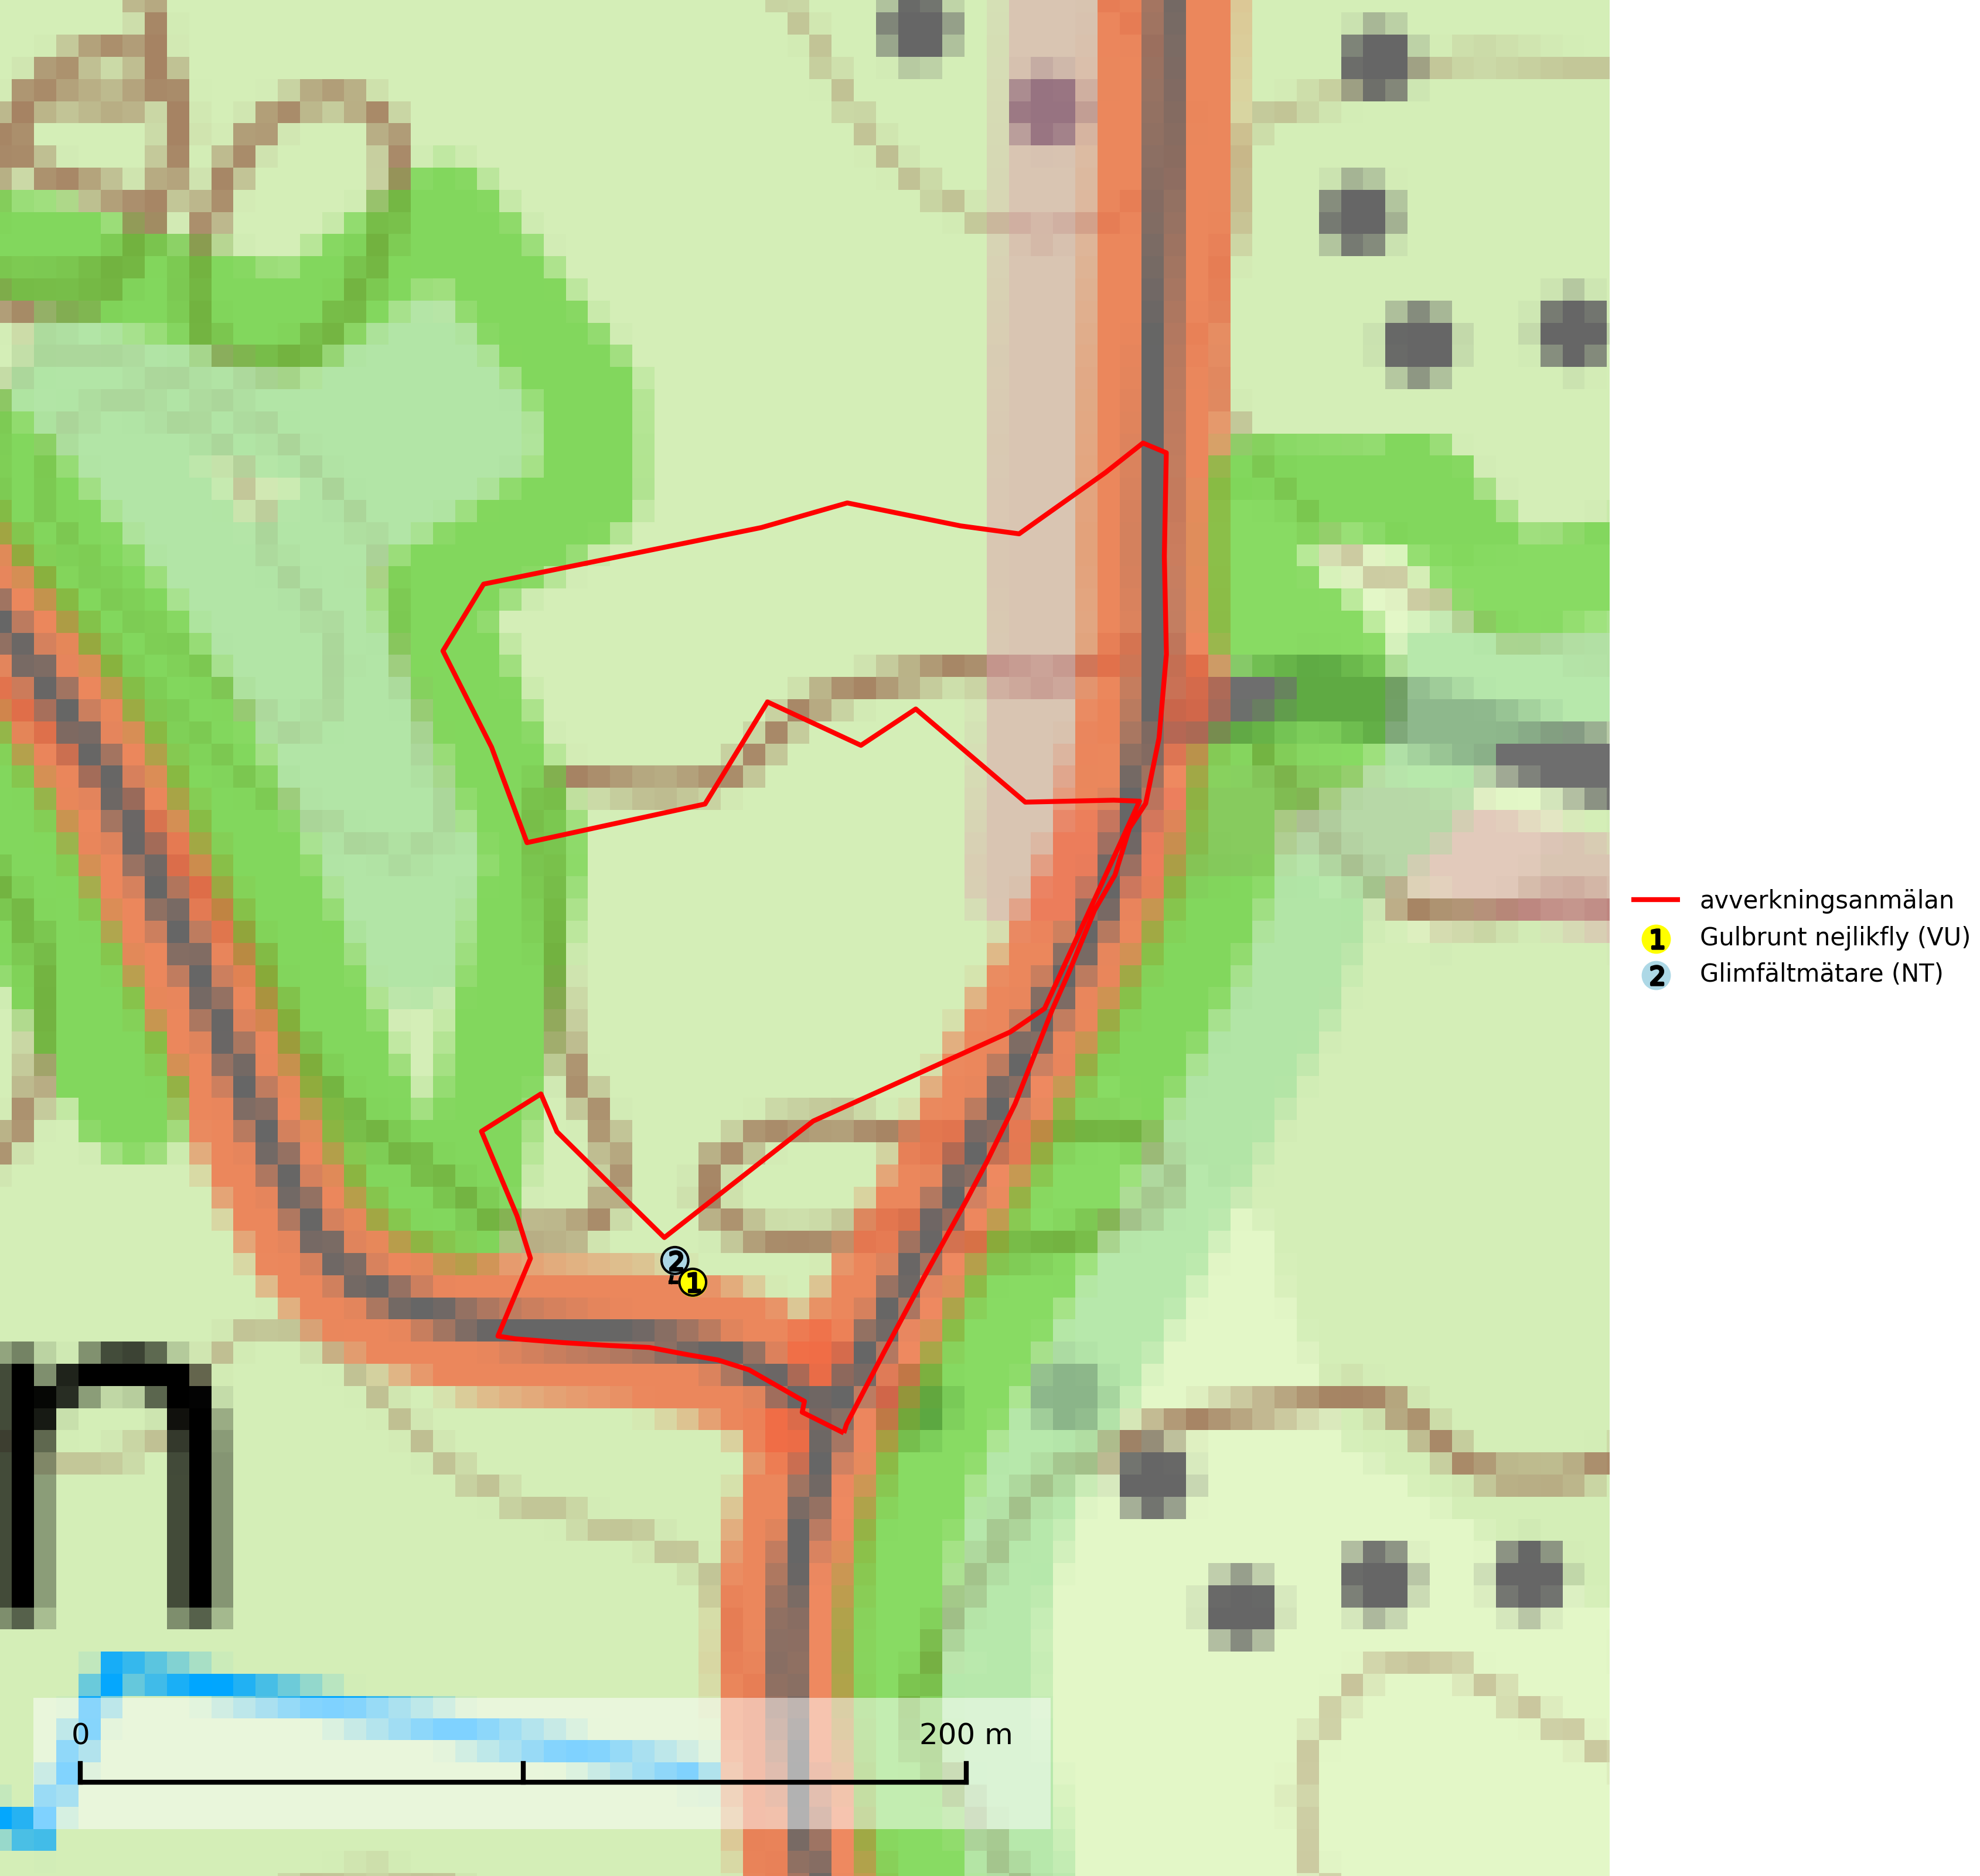 avverkningsanmälan
1 Gulbrunt nejlikfly (VU)
2 Glimfältmätare (NT)
2
1
0 200 m